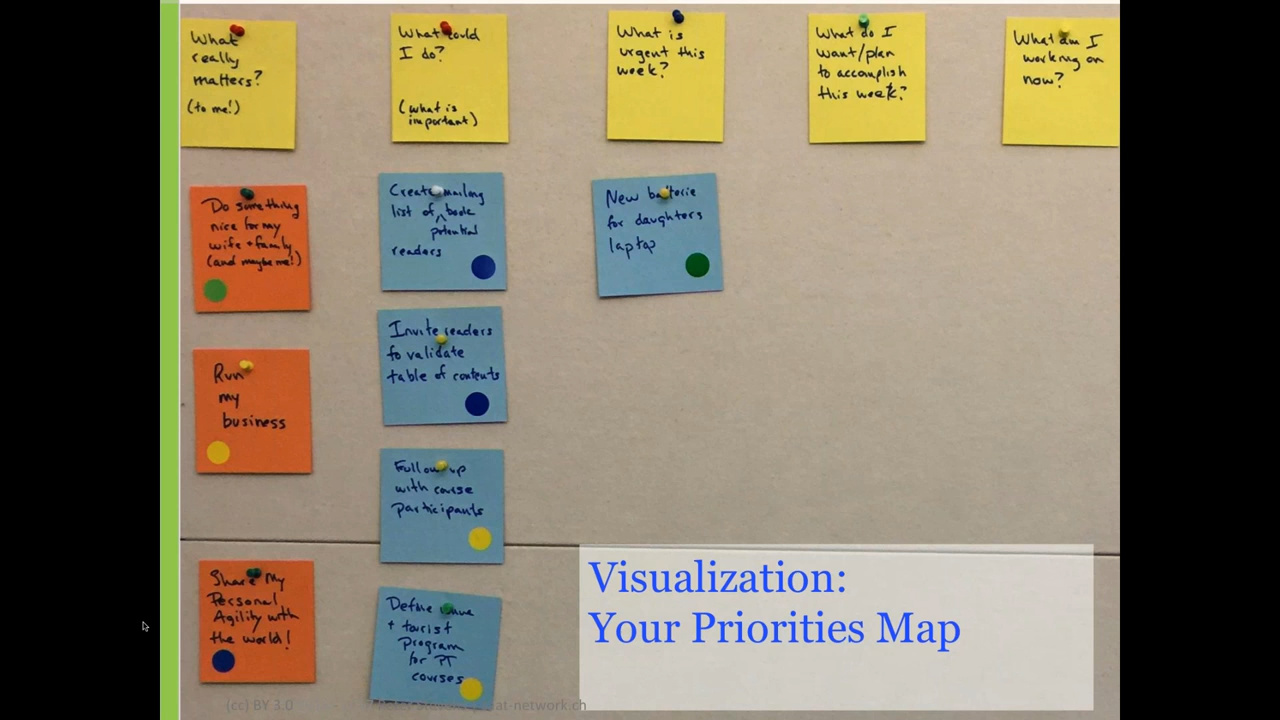 What
really
matters?
(to me!)
What could
I do?
(what is
important)
What is
urgent this
week?
What do I
want/plan
to accomplish
this week?
What am I
working on
now?
Do something
nice for my
wife + family
(and maybe me!)
Run
my
business
Share My
Personal
Agility with
the world!
Create mailing
list of book
potential
readers
Invite readers
to validate
table of contents
Follow up
with course
participants
Define
+ tourist
program
for PT
courses
New batterie
for daughters
laptop
Visualization:
Your Priorities Map
(cc) BY 3.0
at-network.ch